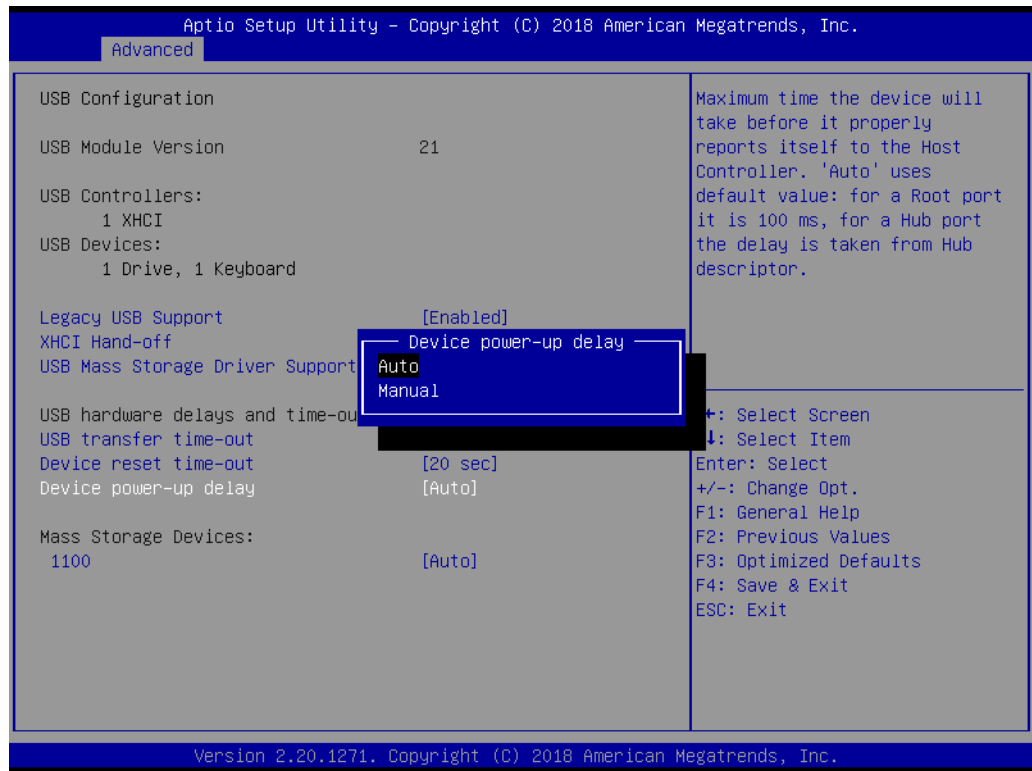 Aptio Setup Utility – Copyright (C) 2018 American Megatrends, Inc.
Advanced
USB Configuration
USB Module Version 21
USB Controllers:
1 XHCI
USB Devices:
1 Drive, 1 Keyboard
Legacy USB Support [Enabled]
XHCI Hand-off
USB Mass Storage Driver Support
USB hardware delays and time-ou
USB transfer time-out
Device reset time-out [20 sec]
Device power-up delay [Auto]
Mass Storage Devices:
1100 [Auto]
Device power-up delay
Auto
Manual
Maximum time the device will
take before it properly
reports itself to the Host
Controller. 'Auto' uses
default value: for a Root port
it is 100 ms, for a Hub port
the delay is taken from Hub
descriptor.
: Select Screen
: Select Item
Enter: Select
+/-: Change Opt.
F1: General Help
F2: Previous Values
F3: Optimized Defaults
F4: Save & Exit
ESC: Exit
Version 2.20.1271. Copyright (C) 2018 American Megatrends, Inc.